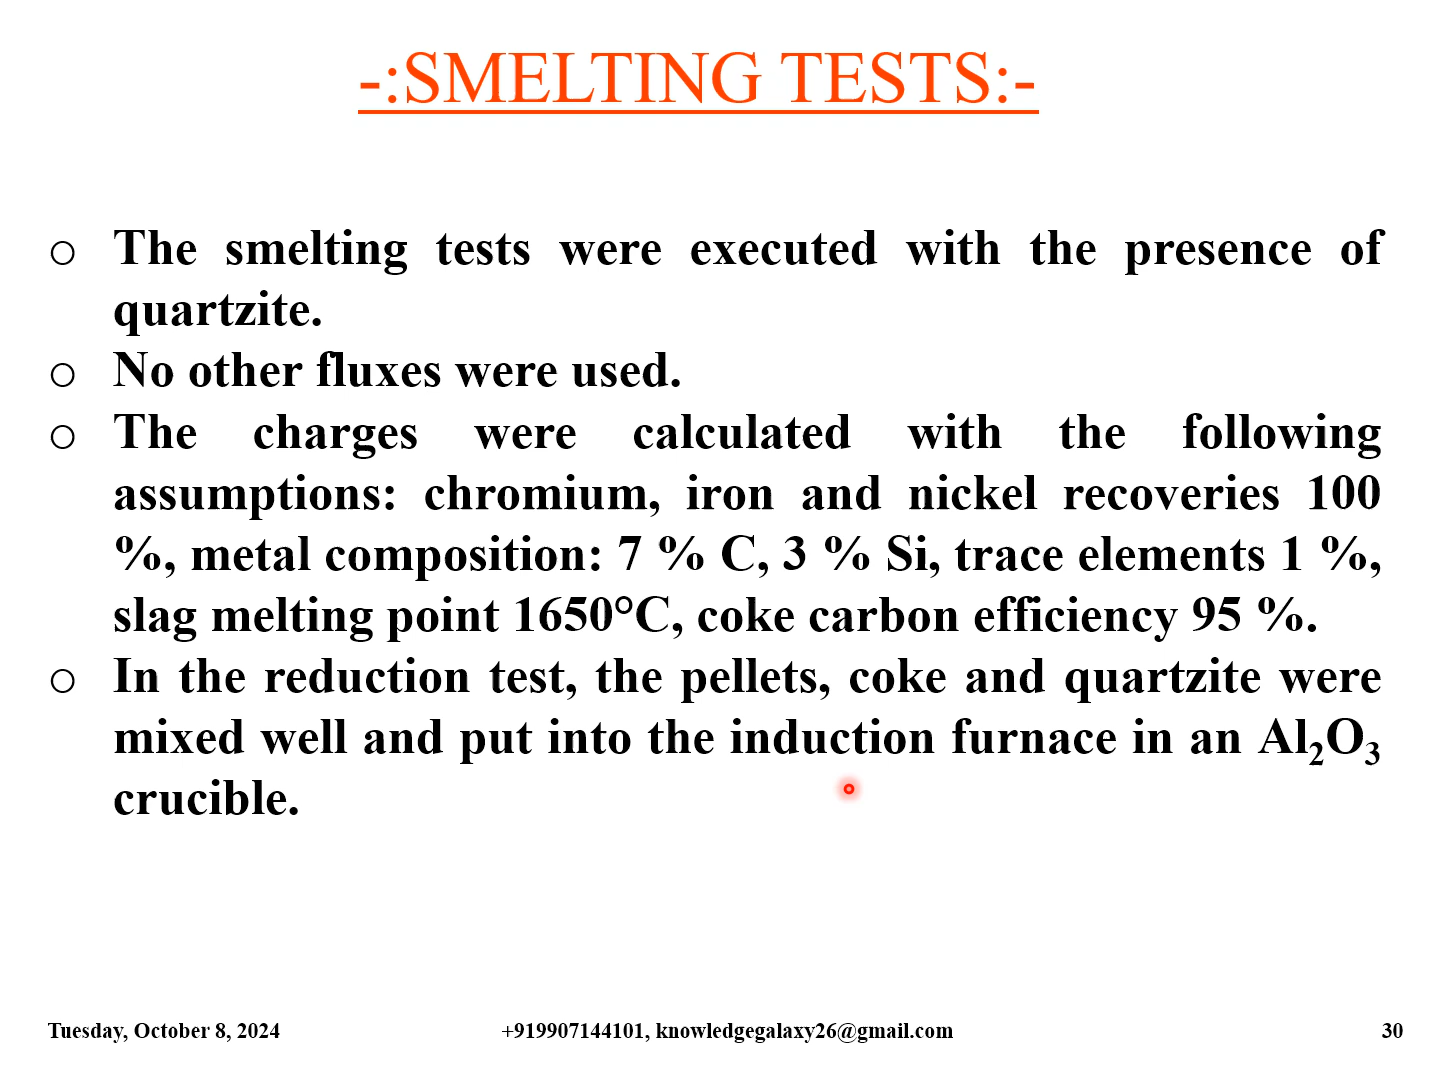 -:SMELTING TESTS:-
o The smelting tests were executed with the presence of
quartzite.
o No other fluxes were used.
o The charges were calculated with the following
assumptions: chromium, iron and nickel recoveries 100
%, metal composition: 7 % C, 3 % Si, trace elements 1 %,
slag melting point 1650°C, coke carbon efficiency 95 %.
o In the reduction test, the pellets, coke and quartzite were
mixed well and put into the induction furnace in an Al₂O₃
crucible.
Tuesday, October 8, 2024 +919907144101, knowledgegalaxy26@gmail.com 30